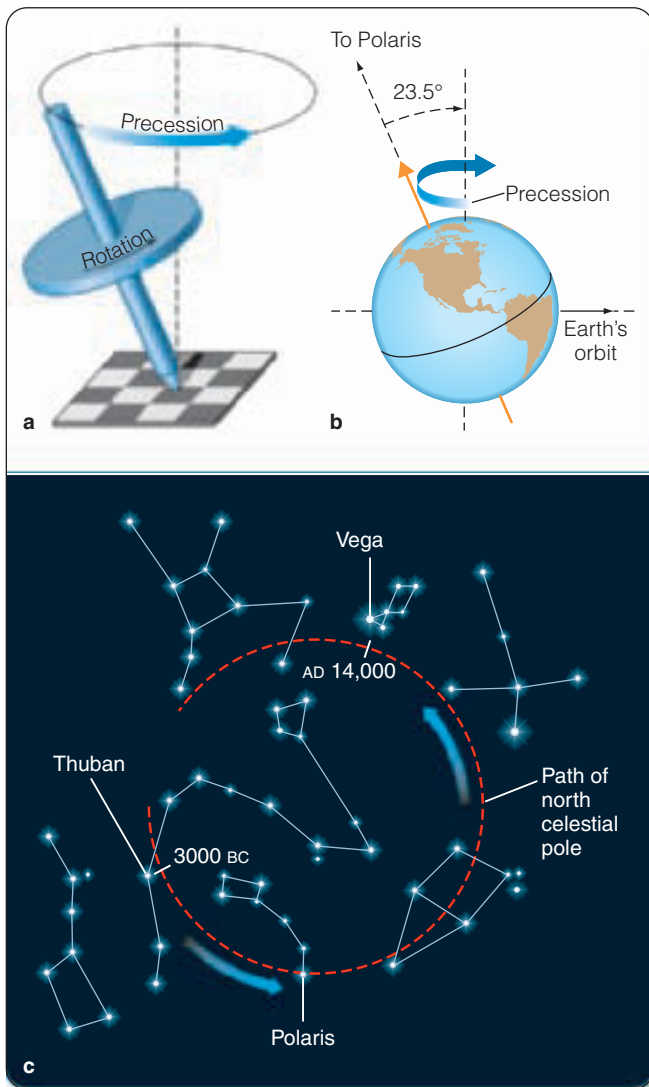 Precession
Rotation
a
To Polaris
23.5°
Precession
Earth's
orbit
b
Vega
AD 14,000
Thuban
Path of
north
celestial
pole
3000 BC
Polaris
c